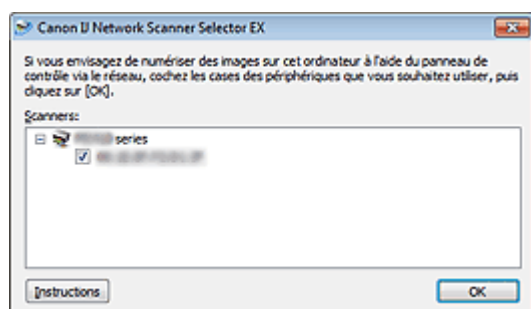 Canon IJ Network Scanner Selector EX
Si vous envisagez de numériser des images sur cet ordinateur à l'aide du panneau de
contrôle via le réseau, cochez les cases des périphériques que vous souhaitez utiliser, puis
cliquez sur [OK].
Scanners:
series
Instructions
OK